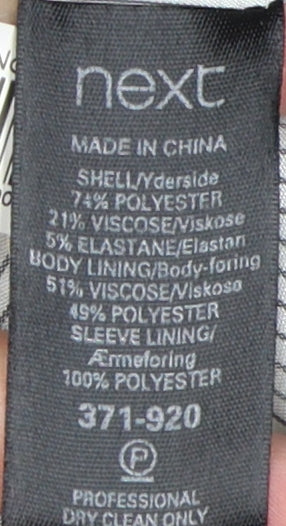 next
MADE IN CHINA
SHELL/Yderside
74% POLYESTER
21% VISCOSE/Viskose
5% ELASTANE/Elastan
BODY LINING/Body-foring
51% VISCOSE/Viskose
49% POLYESTER
SLEEVE LINING/
Ærmeforing
100% POLYESTER
371-920
P
PROFESSIONAL
DRY CLEAN ONLY